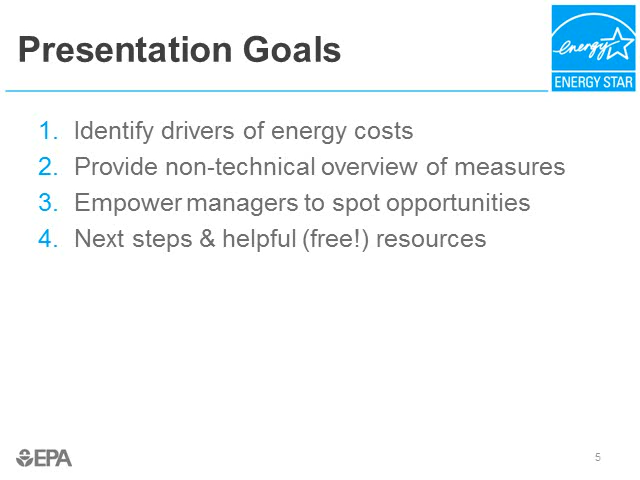 Presentation Goals
energy
ENERGY STAR
1. Identify drivers of energy costs
2. Provide non-technical overview of measures
3. Empower managers to spot opportunities
4. Next steps & helpful (free!) resources
EPA
5